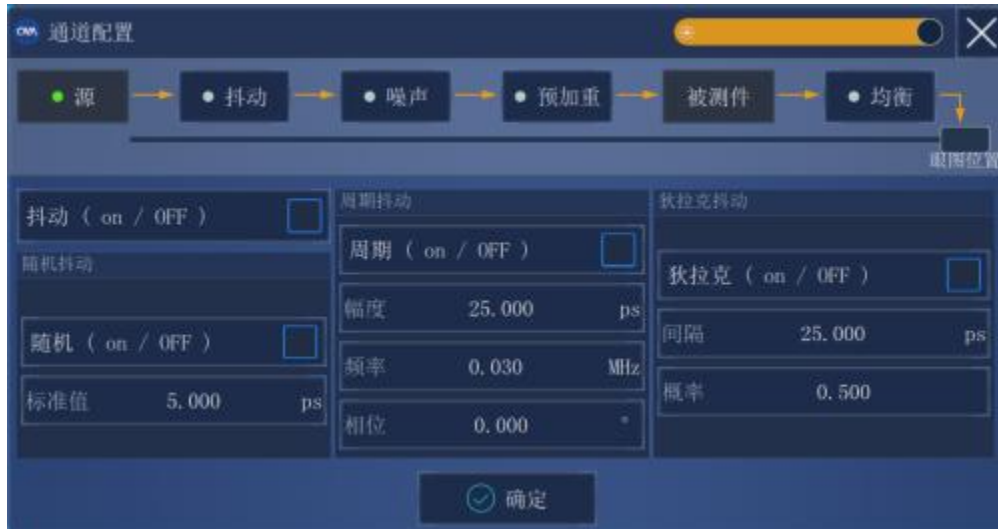 通道配置
源
抖动
噪声
预加重
被测件
均衡
眼图位置
抖动 ( on / OFF )
随机抖动
随机 ( on / OFF )
标准值 5.000 ps
周期抖动
周期 ( on / OFF )
幅度 25.000 ps
频率 0.030 MHz
相位 0.000 °
狄拉克抖动
狄拉克 ( on / OFF )
间隔 25.000 ps
概率 0.500
确定